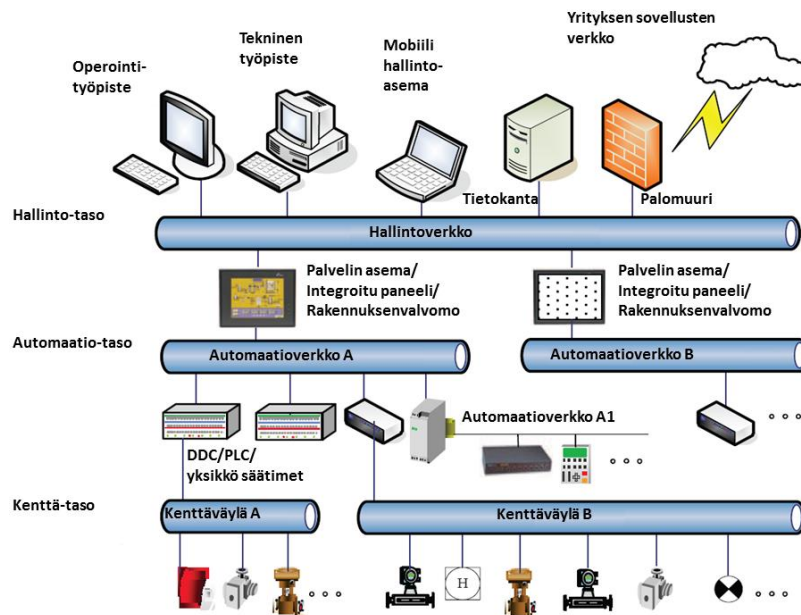 Yrityksen sovellusten
verkko
Tekninen
työpiste
Mobiili
hallinto-
asema
Operointi-
työpiste
Tietokanta
Palomuuri
Hallinto-taso
Hallintoverkko
Palvelin asema/
Integroitu paneeli/
Rakennuksenvalvomo
Palvelin asema/
Integroitu paneeli/
Rakennuksenvalvomo
Automaatio-taso
Automaatioverkko A
Automaatioverkko B
Automaatioverkko A1
DDC/PLC/
yksikkö säätimet
Kenttä-taso
Kenttäväylä A
Kenttäväylä B
H